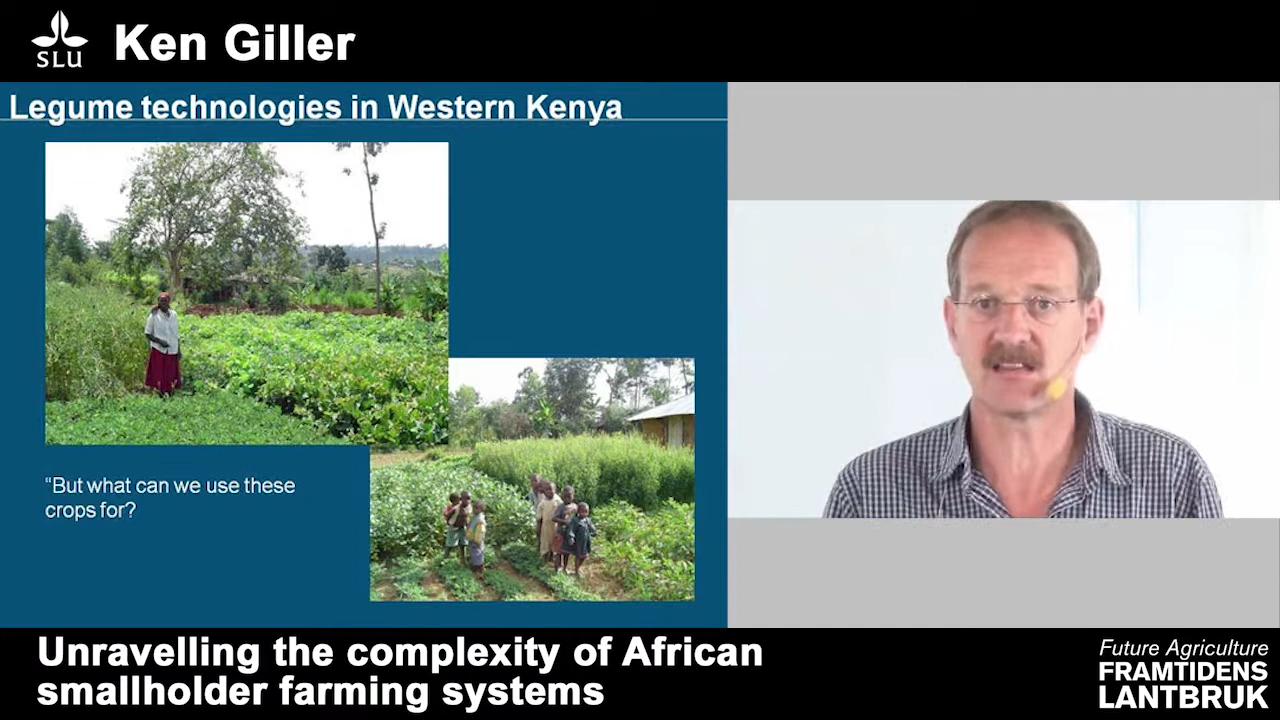 SLU
Ken Giller
Legume technologies in Western Kenya
“But what can we use these
crops for?
Unravelling the complexity of African
smallholder farming systems
Future Agriculture
FRAMTIDENS
LANTBRUK